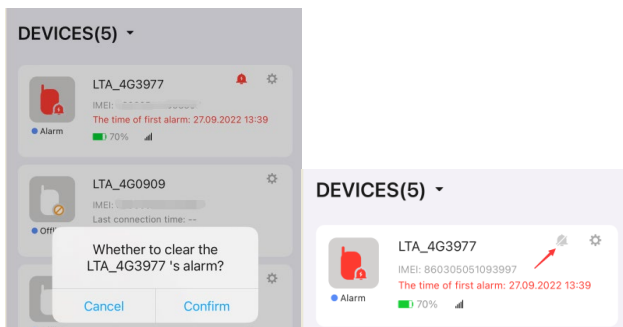 DEVICES(5)
LTA_4G3977
IMEI:
The time of first alarm: 27.09.2022 13:39
Alarm
70%
LTA_4G0909
IMEI:
Last connection time: --
Whether to clear the
LTA_4G3977 's alarm?
Cancel Confirm
DEVICES(5)
LTA_4G3977
IMEI: 860305051093997
The time of first alarm: 27.09.2022 13:39
Alarm
70%